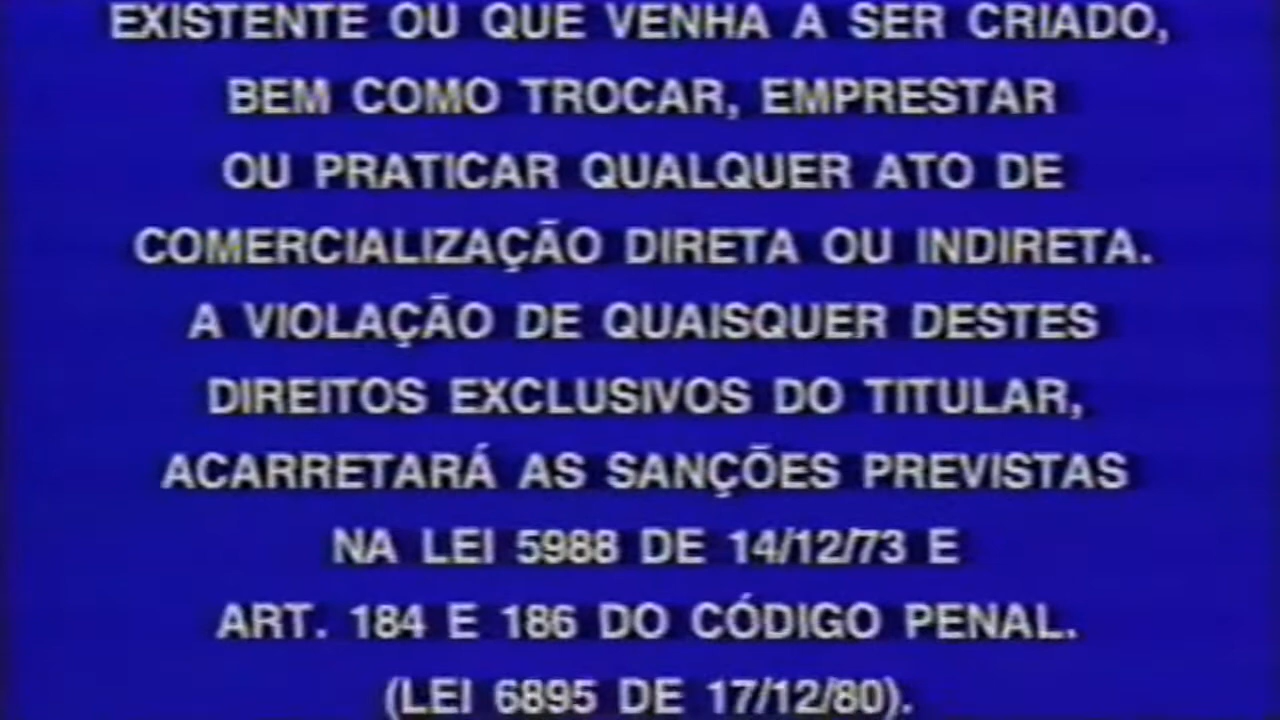 EXISTENTE OU QUE VENHA A SER CRIADO,
BEM COMO TROCAR, EMPRESTAR
OU PRATICAR QUALQUER ATO DE
COMERCIALIZAÇÃO DIRETA OU INDIRETA.
A VIOLAÇÃO DE QUAISQUER DESTES
DIREITOS EXCLUSIVOS DO TITULAR,
ACARRETARÁ AS SANÇÕES PREVISTAS
NA LEI 5988 DE 14/12/73 E
ART. 184 E 186 DO CÓDIGO PENAL.
(LEI 6895 DE 17/12/80).